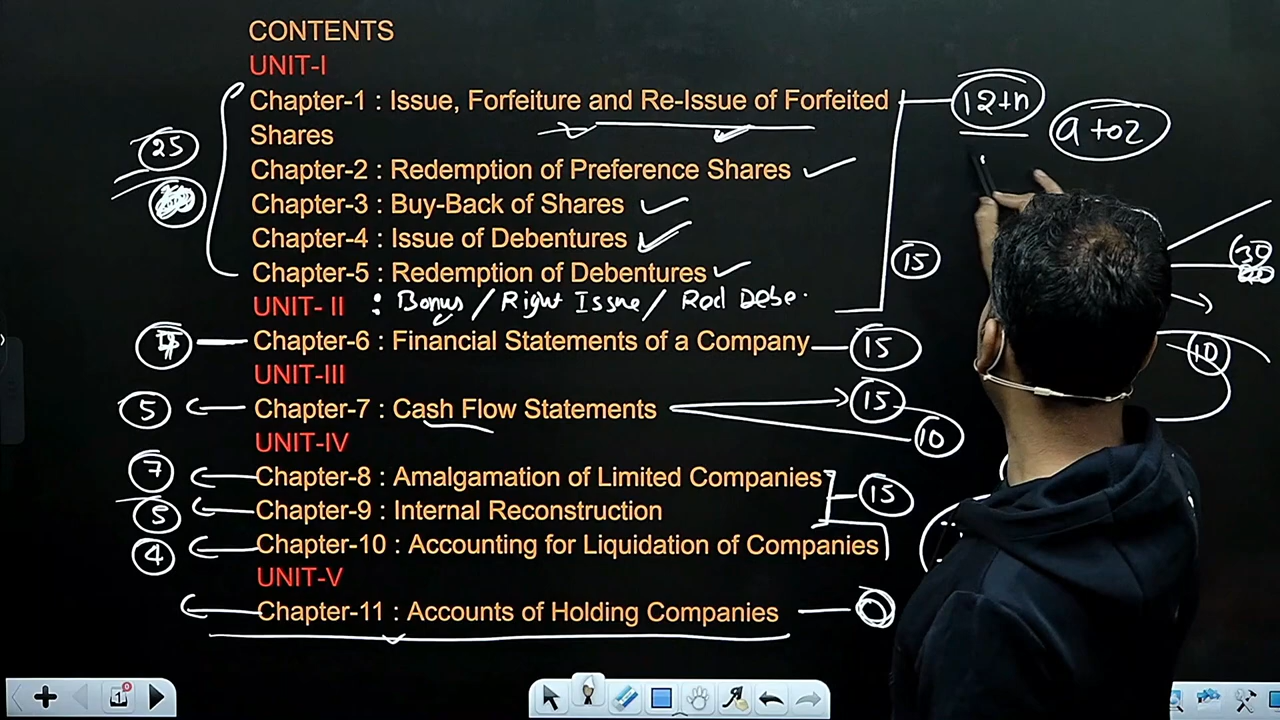 CONTENTS
UNIT-I
Chapter-1 : Issue, Forfeiture and Re-Issue of Forfeited
Shares
12+n
a to z
25
Chapter-2 : Redemption of Preference Shares
Chapter-3 : Buy-Back of Shares
Chapter-4 : Issue of Debentures
Chapter-5 : Redemption of Debentures
15
30
UNIT- II : Bonus / Right Issue / Red Debe.
Chapter-6 : Financial Statements of a Company 15
10
UNIT-III
5 Chapter-7 : Cash Flow Statements 15
10
UNIT-IV
7 Chapter-8 : Amalgamation of Limited Companies
15
5 Chapter-9 : Internal Reconstruction
4 Chapter-10 : Accounting for Liquidation of Companies
UNIT-V
Chapter-11 : Accounts of Holding Companies
1